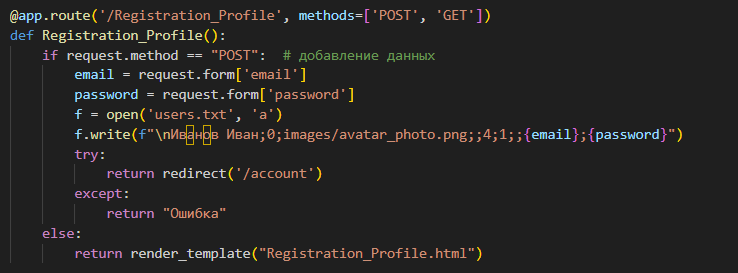 @app.route('/Registration_Profile', methods=['POST', 'GET'])
def Registration_Profile():
    if request.method == "POST":  # добавление данных
        email = request.form['email']
        password = request.form['password']
        f = open('users.txt', 'a')
        f.write(f"\nИванов Иван;0;images/avatar_photo.png;;4;1;;{email};{password}")
        try:
            return redirect('/account')
        except:
            return "Ошибка"
    else:
        return render_template("Registration_Profile.html")